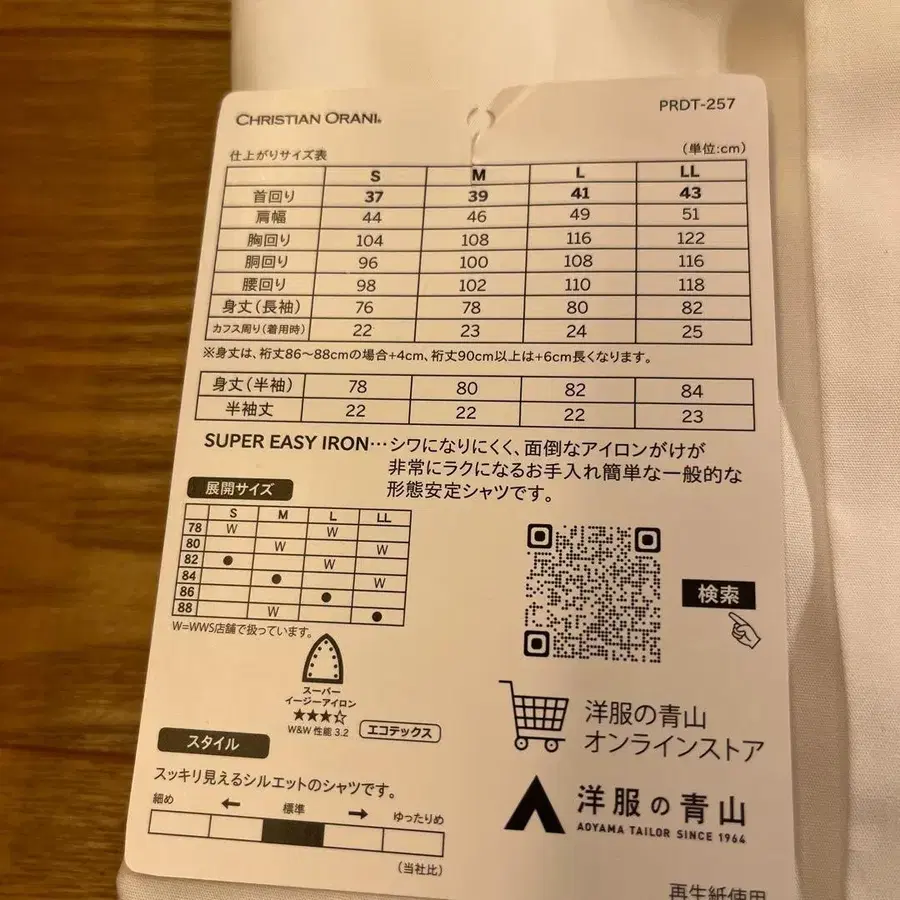 CHRISTIAN ORANI®
PRDT-257
仕上がりサイズ表
(単位:cm)
S M L LL
首回り 37 39 41 43
肩幅 44 46 49 51
胸回り 104 108 116 122
胴回り 96 100 108 116
腰回り 98 102 110 118
身丈(長袖) 76 78 80 82
カフス周り(着用時) 22 23 24 25
※身丈は、裄丈86〜88cmの場合+4cm、裄丈90cm以上は+6cm長くなります。
身丈(半袖) 78 80 82 84
半袖丈 22 22 22 23
SUPER EASY IRON…シワになりにくく、面倒なアイロンがけが
非常にラクになるお手入れ簡単な一般的な
形態安定シャツです。
展開サイズ
S M L LL
78 W W
80 W W
82 ● W
84 ● W
86 ●
88 W ●
W=WWS店舗で扱っています。
検索
スーパー
イージーアイロン
★★★☆
W&W 性能 3.2
エコテックス
洋服の青山
オンラインストア
スタイル
スッキリ見えるシルエットのシャツです。
細め ← 標準 → ゆったりめ
(当社比)
洋服の青山
AOYAMA TAILOR SINCE 1964
再生紙使用